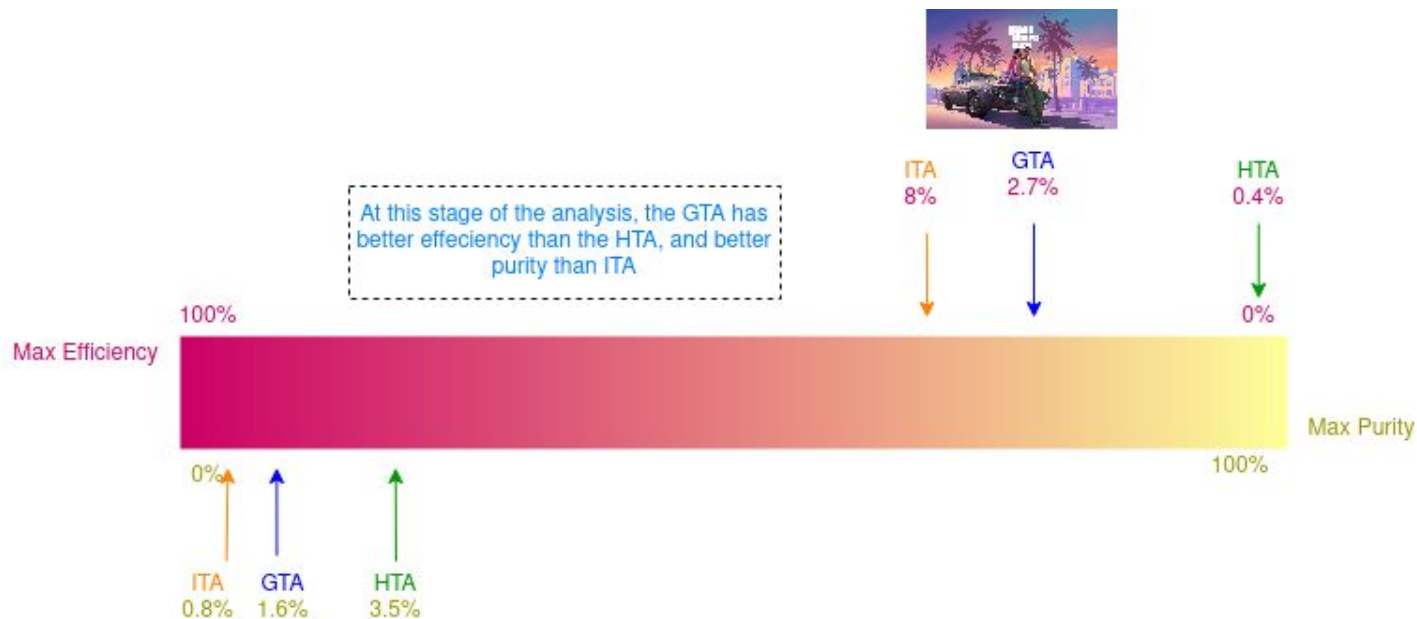 ITA
8%
GTA
2.7%
HTA
0.4%
At this stage of the analysis, the GTA has
better effeciency than the HTA, and better
purity than ITA
100%
0%
Max Efficiency
Max Purity
0%
100%
ITA
0.8%
GTA
1.6%
HTA
3.5%